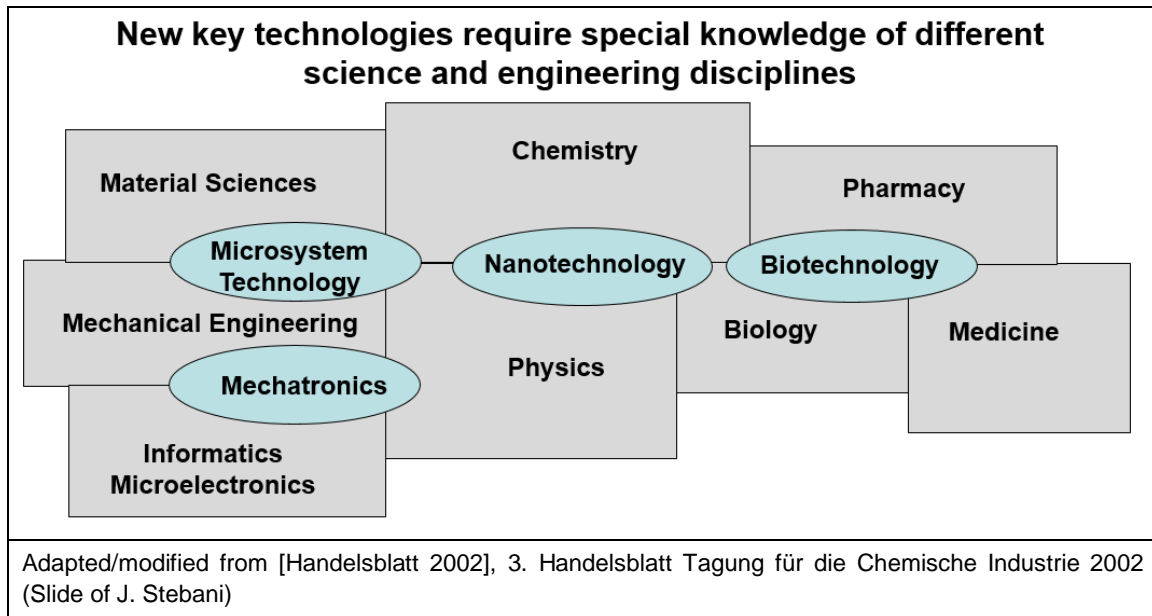 New key technologies require special knowledge of different
science and engineering disciplines
Chemistry
Material Sciences
Pharmacy
Microsystem
Technology
Nanotechnology
Biotechnology
Mechanical Engineering
Biology
Medicine
Physics
Mechatronics
Informatics
Microelectronics
Adapted/modified from [Handelsblatt 2002], 3. Handelsblatt Tagung für die Chemische Industrie 2002
(Slide of J. Stebani)